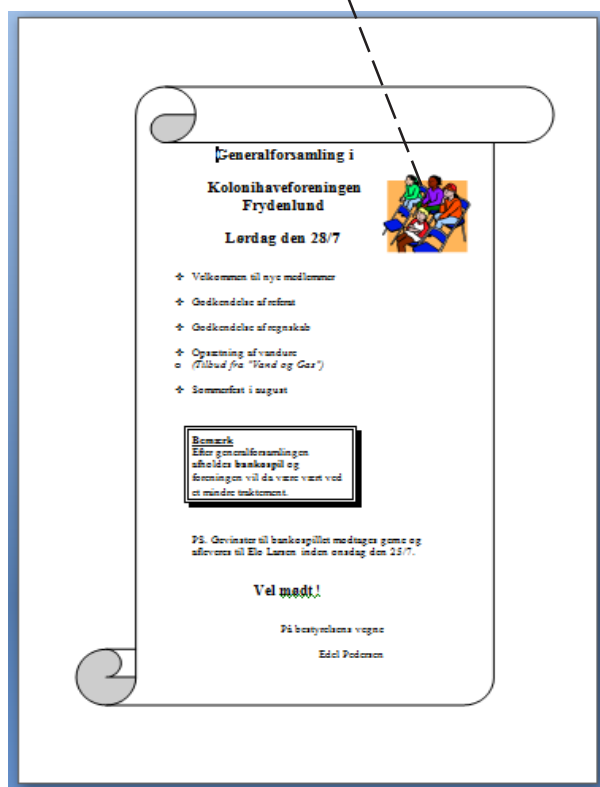 Generalforsamling i
Kolonihaveforeningen
Frydenlund
Lørdag den 28/7
❖ Velkommen til nye medlemmer
❖ Godkendelse af referat
❖ Godkendelse af regnskab
❖ Opsætning af vandure
o (Tilbud fra "Vand og Gas")
❖ Sommerfest i august
Bemærk
Efter generalforsamlingen
afholdes bankospil og
foreningen vil da være vært ved
et mindre traktement.
PS. Gevinster til bankospillet modtages gerne og
afleveres til Elo Larsen inden onsdag den 25/7.
Vel mødt !
På bestyrelsens vegne
Edel Pedersen